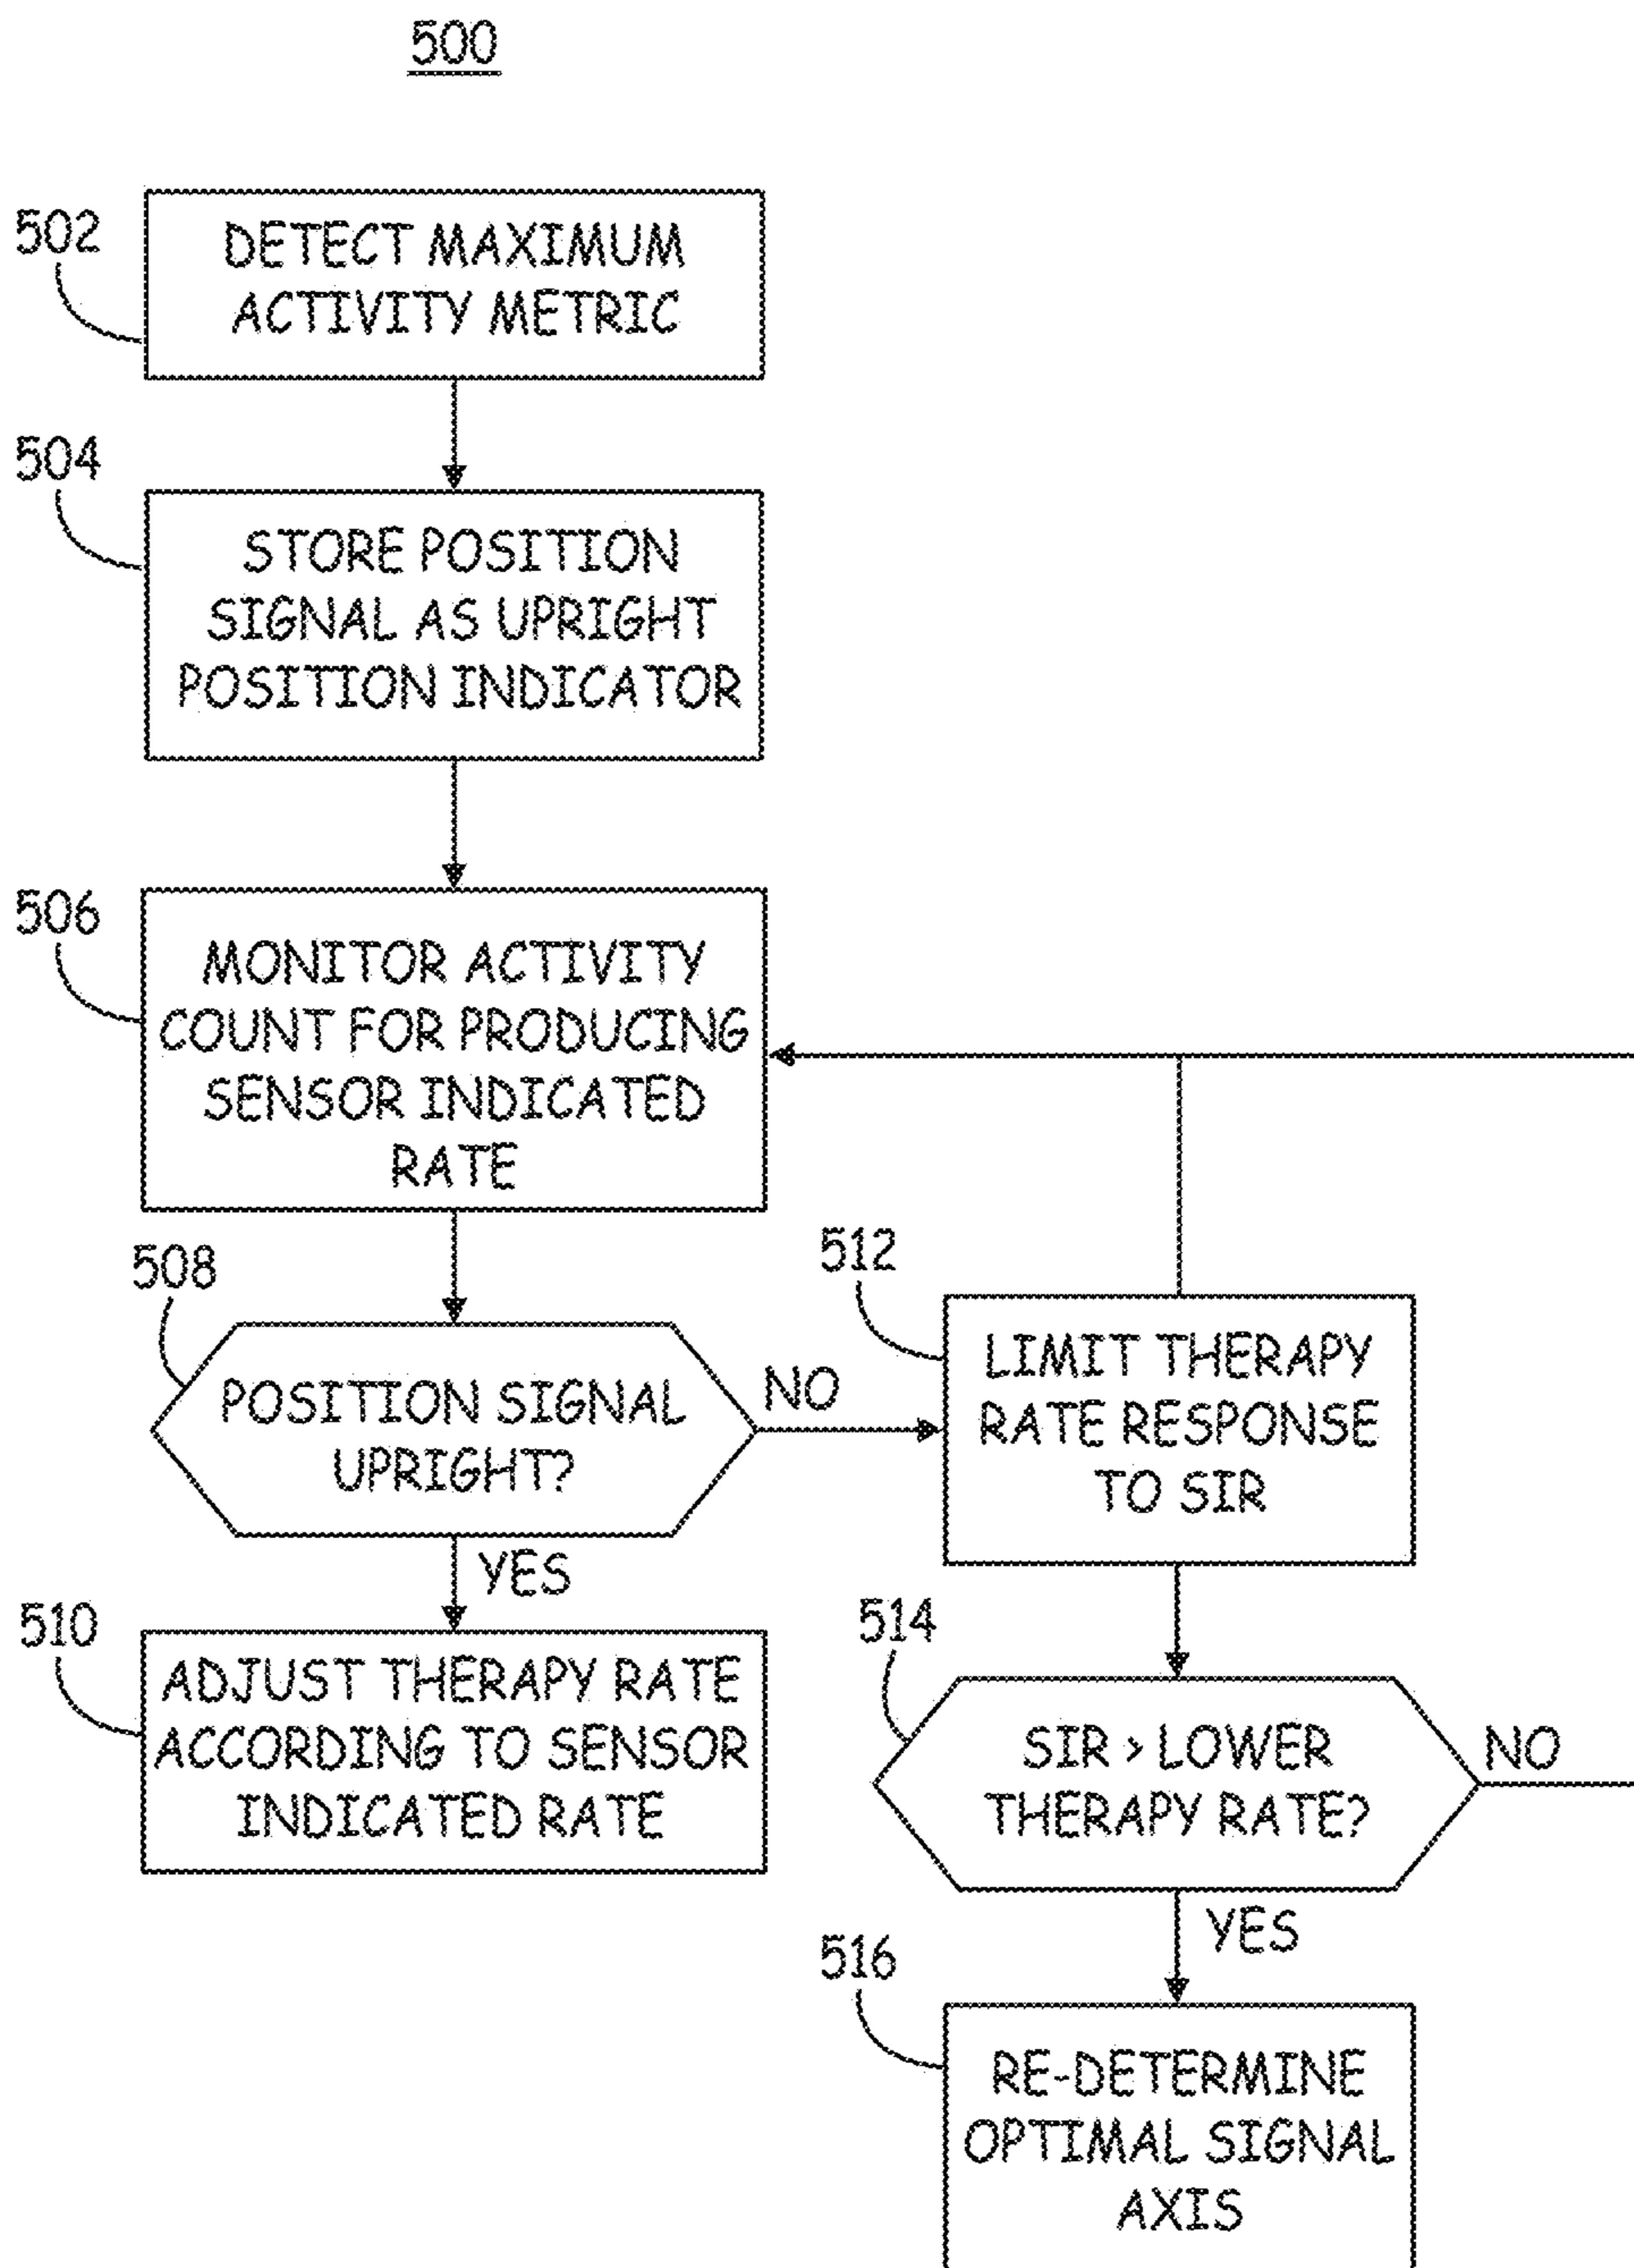 500
502
DETECT MAXIMUM
ACTIVITY METRIC
504
STORE POSITION
SIGNAL AS UPRIGHT
POSITION INDICATOR
506
MONITOR ACTIVITY
COUNT FOR PRODUCING
SENSOR INDICATED
RATE
508
POSITION SIGNAL
UPRIGHT?
NO
YES
510
ADJUST THERAPY RATE
ACCORDING TO SENSOR
INDICATED RATE
512
LIMIT THERAPY
RATE RESPONSE
TO SIR
514
SIR > LOWER
THERAPY RATE?
NO
YES
516
RE-DETERMINE
OPTIMAL SIGNAL
AXIS